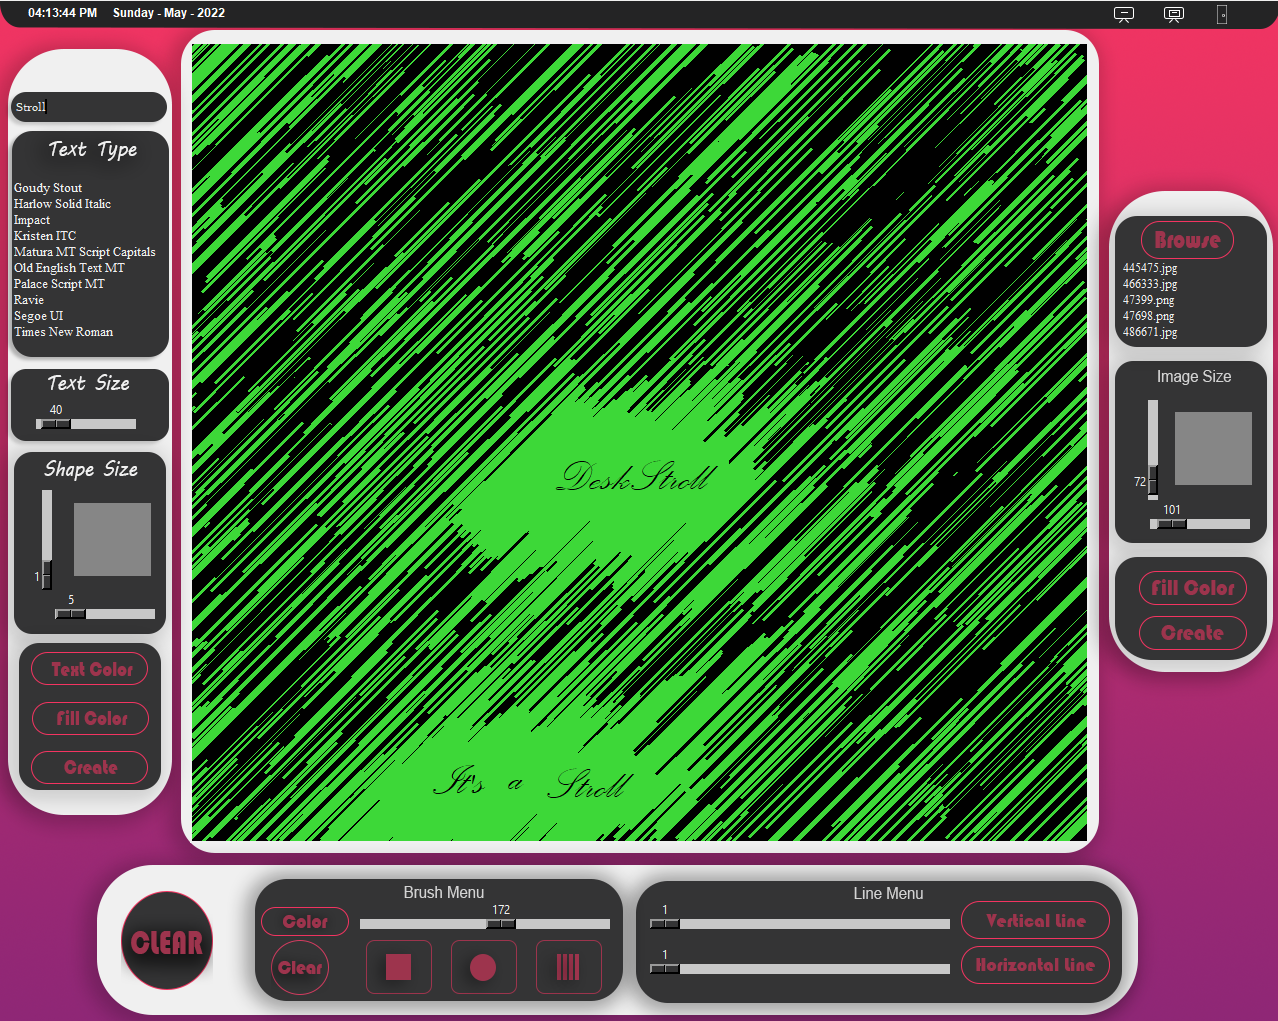 04:13:44 PM Sunday - May - 2022
Stroll
Text Type
Goudy Stout
Harlow Solid Italic
Impact
Kristen ITC
Matura MT Script Capitals
Old English Text MT
Palace Script MT
Ravie
Segoe UI
Times New Roman
Text Size
40
Shape Size
1
5
Text Color
Fill Color
Create
DeskStroll
It's a Stroll
Browse
445475.jpg
466333.jpg
47399.png
47698.png
486671.jpg
Image Size
72
101
Fill Color
Create
CLEAR
Brush Menu
Color
172
Clear
Line Menu
1
Vertical Line
1
Horizontal Line